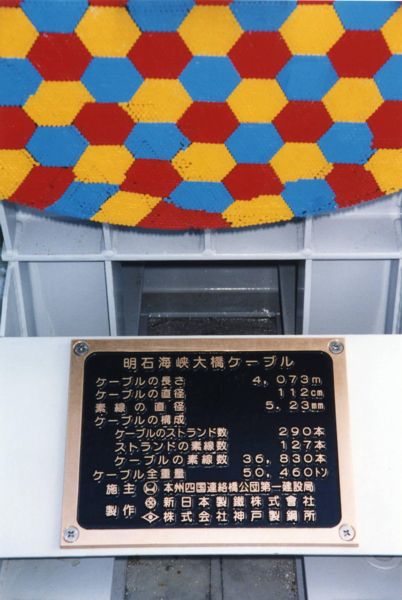 明石海峡大橋ケーブル
ケーブルの長さ 4,073m
ケーブルの直径 112cm
素線の直径 5.23mm
ケーブルの構成
ケーブルのストランド数 290本
ストランドの素線数 127本
ケーブルの素線数 36,830本
ケーブル全重量 50,460トン
施主 本州四国連絡橋公団第一建設局
製作 新日本製鐵株式會社
株式会社神戸製鋼所